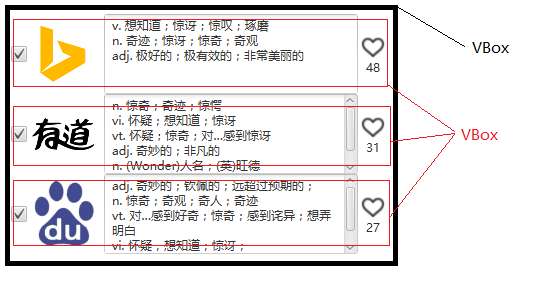 v. 想知道；惊讶；惊叹；琢磨
n. 奇迹；惊讶；惊奇；奇观
adj. 极好的；极有效的；非常美丽的
48
VBox
有道
n. 惊奇；奇迹；惊愕
vi. 怀疑；想知道；惊讶
vt. 怀疑；惊奇；对...感到惊讶
adj. 奇妙的；非凡的
n. (Wonder)人名；(英)旺德
31
VBox
du
adj. 奇妙的；钦佩的；远超过预期的；
n. 惊奇；奇观；奇人；奇迹
vt. 对...感到好奇；惊奇；感到诧异；想弄
明白
vi. 怀疑，想知道；惊讶；
27